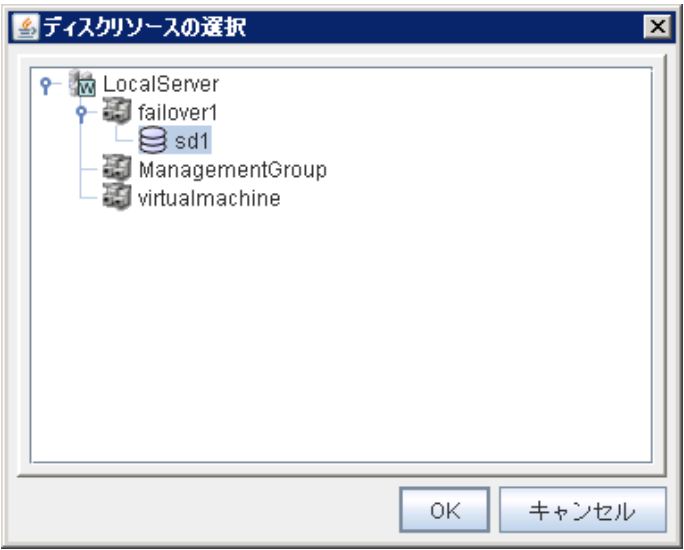 ディスクリソースの選択
LocalServer
failover1
sd1
ManagementGroup
virtualmachine
OK
キャンセル